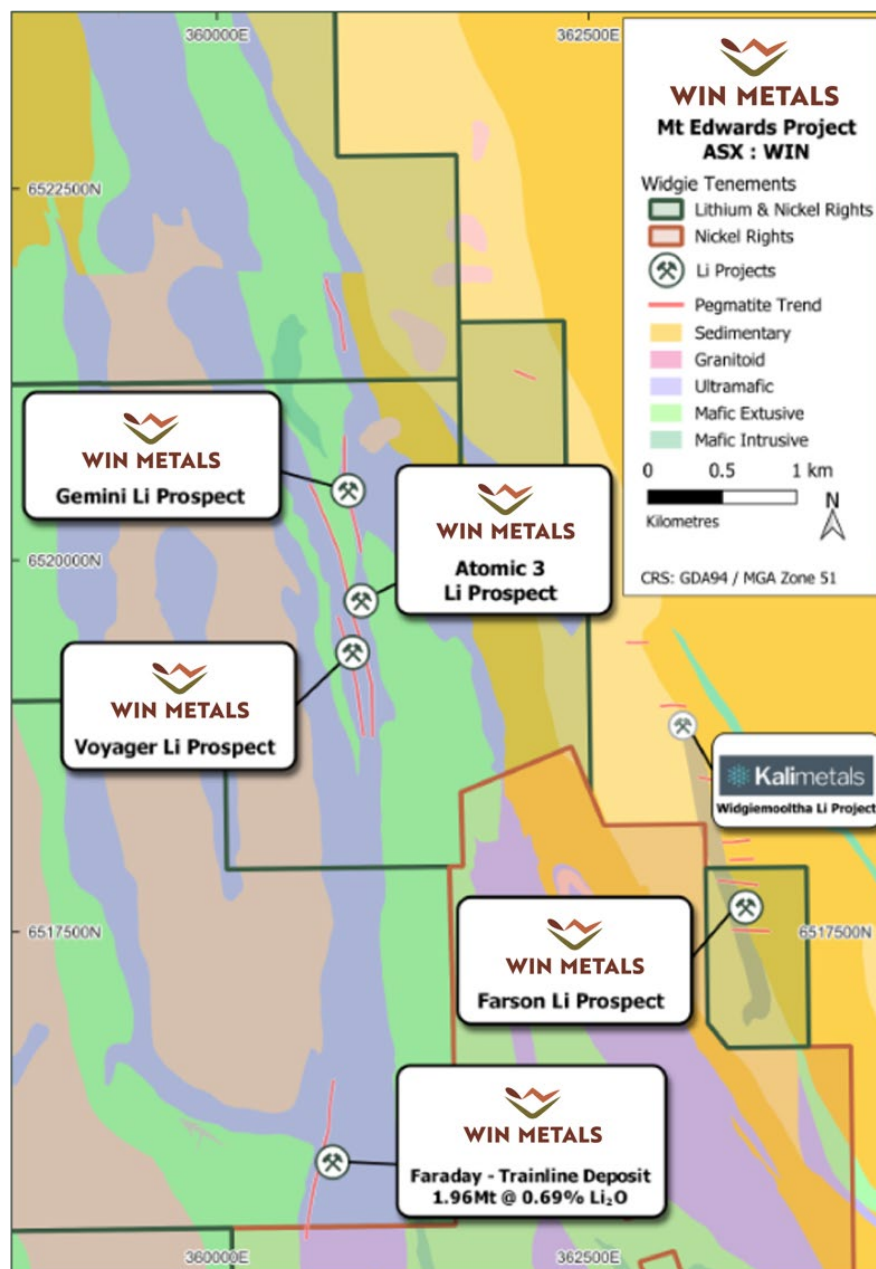 360000E
362500E
WIN METALS
Mt Edwards Project
ASX : WIN
Widgie Tenements
Lithium & Nickel Rights
Nickel Rights
Li Projects
Pegmatite Trend
Sedimentary
Granitoid
Ultramafic
Mafic Extusive
Mafic Intrusive
0 0.5 1 km
Kilometres
N
CRS: GDA94 / MGA Zone 51
6522500N
WIN METALS
Gemini Li Prospect
WIN METALS
Atomic 3
Li Prospect
6520000N
WIN METALS
Voyager Li Prospect
Kalimetals
Widgiemooltha Li Project
6517500N
6517500N
WIN METALS
Farson Li Prospect
WIN METALS
Faraday - Trainline Deposit
1.96Mt @ 0.69% Li₂O
360000E
362500E